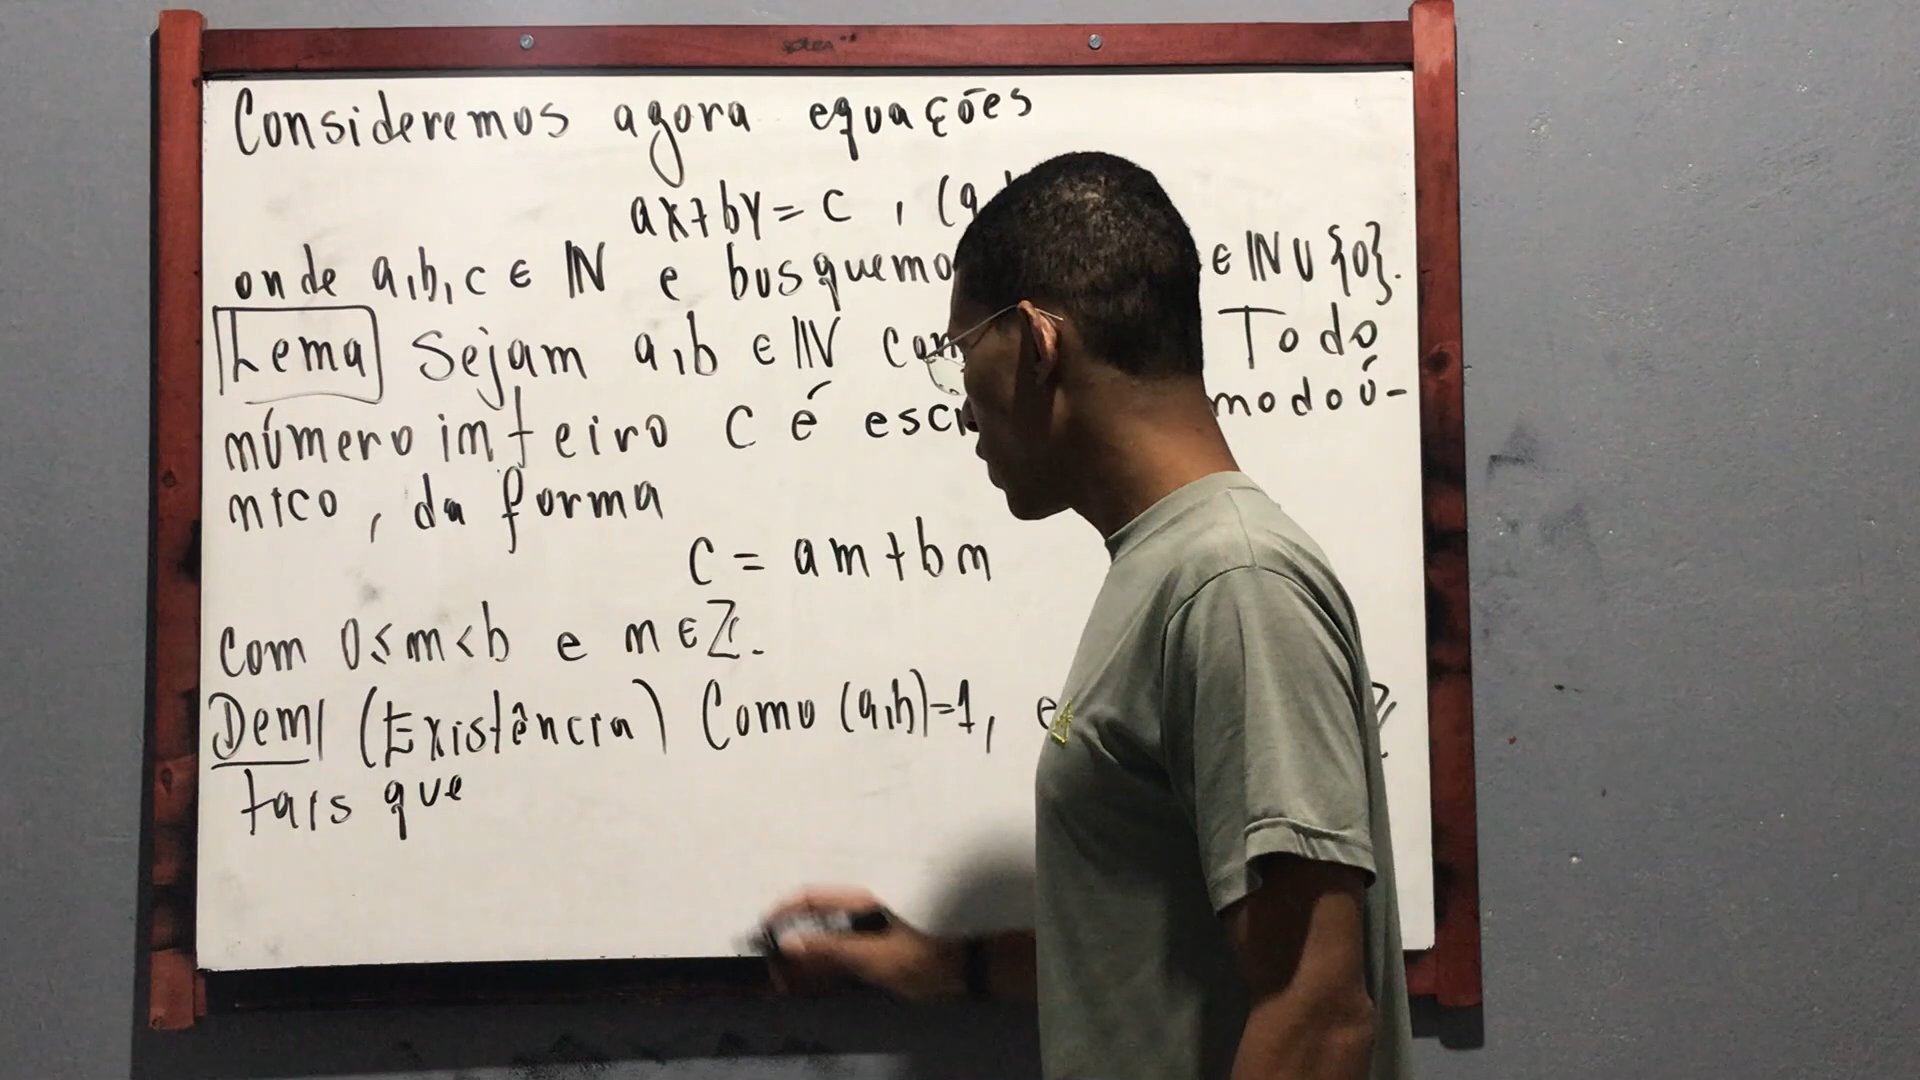 Consideremos agora equações
ax+by=c , (a
onde a,b,c ∈ ℕ e busquemo ∈ ℕ ∪ {0}.
Lema Sejam a,b ∈ ℕ com Todo
número inteiro c é escr modo ú-
nico, da forma
c = am + bn
com 0 ≤ m < b e n ∈ ℤ.
Dem (Existência) Como (a,b)=1, e
tais que